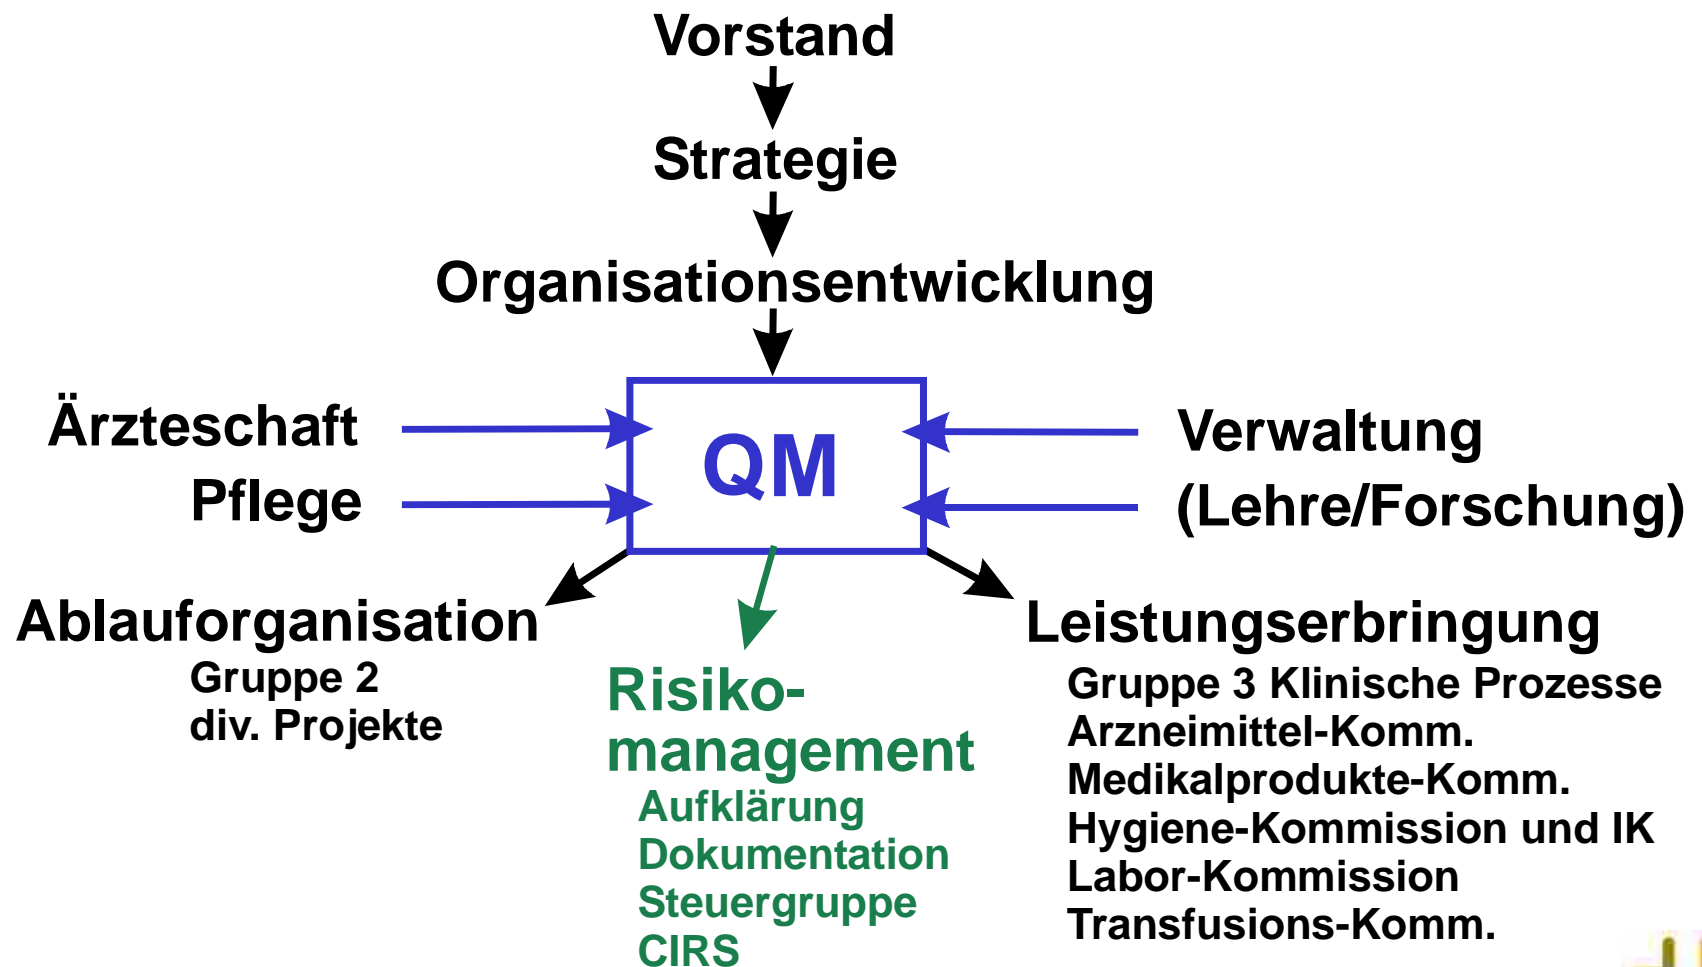 Vorstand
Strategie
Organisationsentwicklung
Ärzteschaft
Pflege
QM
Verwaltung
(Lehre/Forschung)
Ablauforganisation
Gruppe 2
div. Projekte
Risiko-
management
Aufklärung
Dokumentation
Steuergruppe
CIRS
Leistungserbringung
Gruppe 3 Klinische Prozesse
Arzneimittel-Komm.
Medikalprodukte-Komm.
Hygiene-Kommission und IK
Labor-Kommission
Transfusions-Komm.